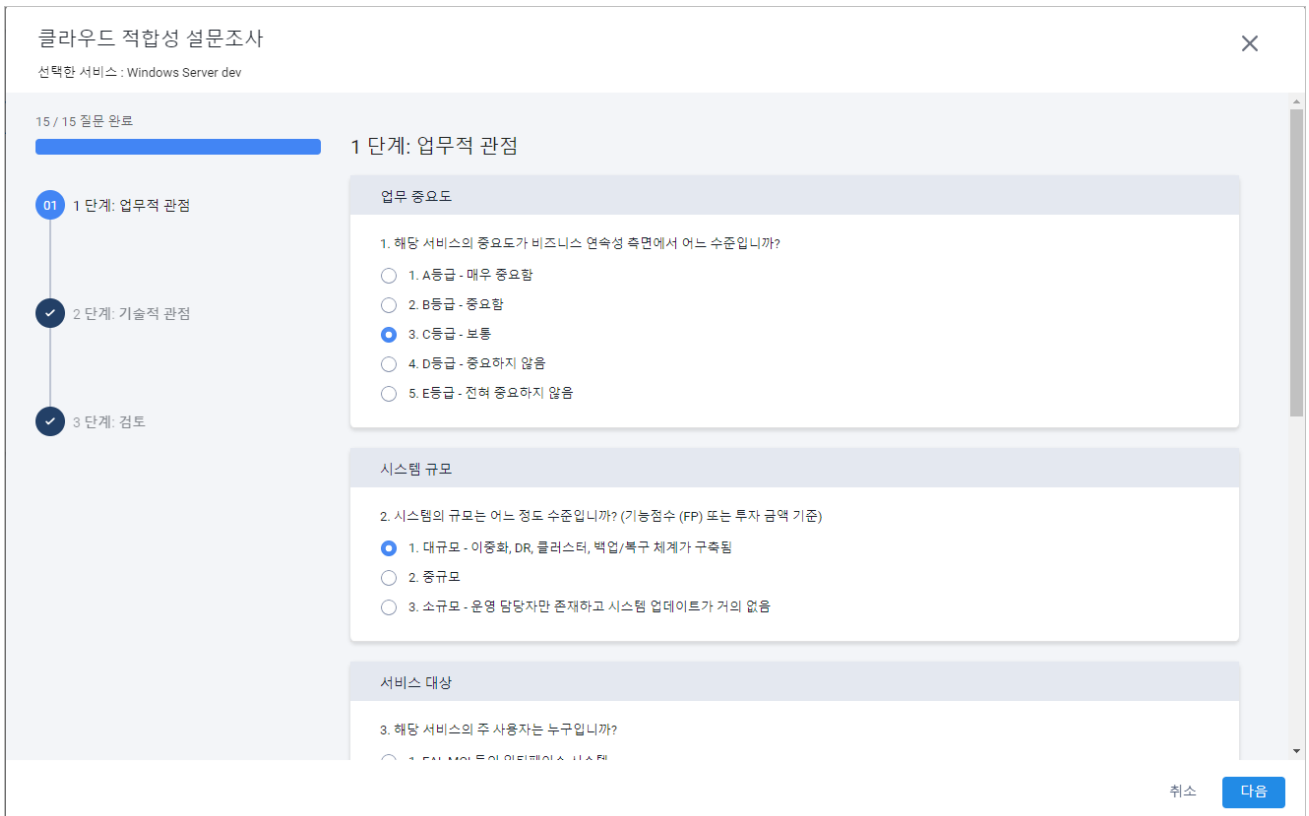 클라우드 적합성 설문조사
선택한 서비스 : Windows Server dev
15 / 15 질문 완료
01 1 단계: 업무적 관점
2 단계: 기술적 관점
3 단계: 검토
1 단계: 업무적 관점
업무 중요도
1. 해당 서비스의 중요도가 비즈니스 연속성 측면에서 어느 수준입니까?
1. A등급 - 매우 중요함
2. B등급 - 중요함
3. C등급 - 보통
4. D등급 - 중요하지 않음
5. E등급 - 전혀 중요하지 않음
시스템 규모
2. 시스템의 규모는 어느 정도 수준입니까? (기능점수 (FP) 또는 투자 금액 기준)
1. 대규모 - 이중화, DR, 클러스터, 백업/복구 체계가 구축됨
2. 중규모
3. 소규모 - 운영 담당자만 존재하고 시스템 업데이트가 거의 없음
서비스 대상
3. 해당 서비스의 주 사용자는 누구입니까?
취소
다음